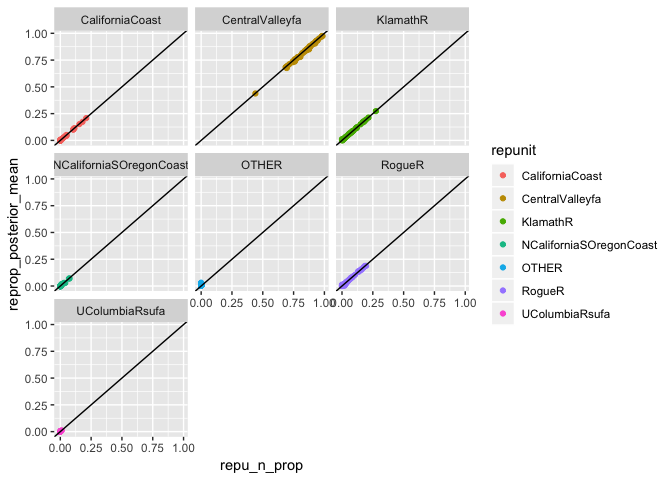 CaliforniaCoast
CentralValleyfa
KlamathR
1.00
0.75
0.50
0.25
0.00
NCaliforniaSOregonCoast
OTHER
RogueR
1.00
0.75
0.50
0.25
0.00
0.00 0.25 0.50 0.75 1.00
0.00 0.25 0.50 0.75 1.00
UColumbiaRsufa
1.00
0.75
0.50
0.25
0.00
0.00 0.25 0.50 0.75 1.00
repu_n_prop
reprop_posterior_mean
repunit
CaliforniaCoast
CentralValleyfa
KlamathR
NCaliforniaSOregonCoast
OTHER
RogueR
UColumbiaRsufa